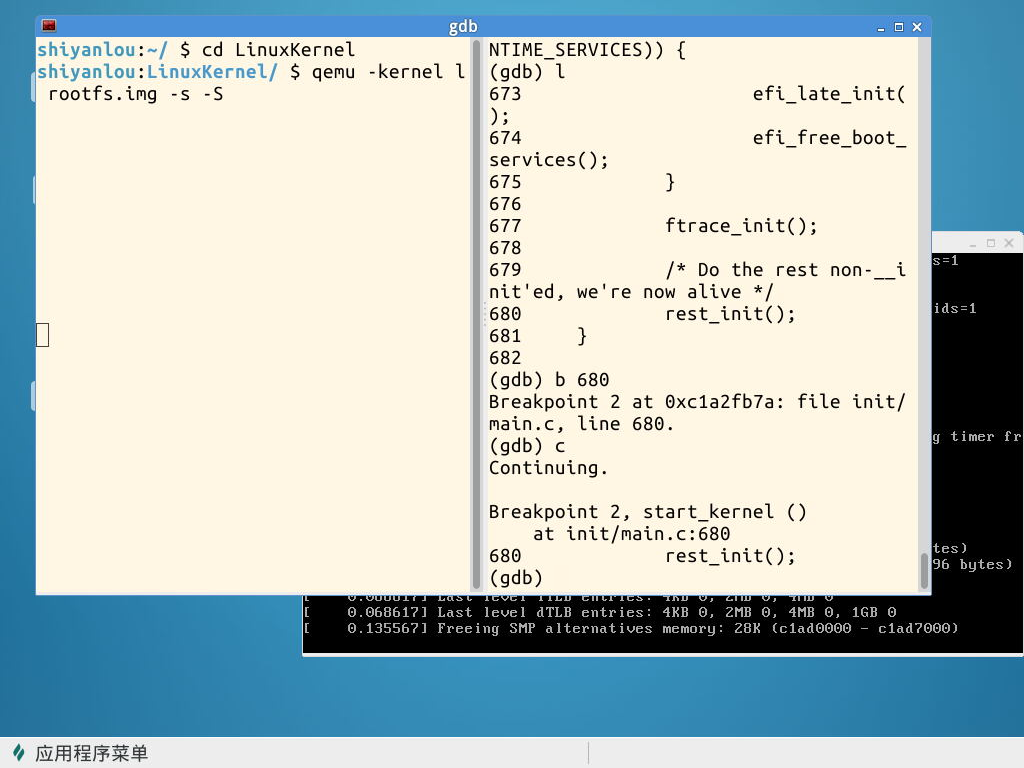 gdb
shiyanlou:~/ $ cd LinuxKernel
shiyanlou:LinuxKernel/ $ qemu -kernel l
rootfs.img -s -S
NTIME_SERVICES)) {
(gdb) l
673 efi_late_init(
);
674 efi_free_boot_
services();
675 }
676
677 ftrace_init();
678
679 /* Do the rest non-__i
nit'ed, we're now alive */
680 rest_init();
681 }
682
(gdb) b 680
Breakpoint 2 at 0xc1a2fb7a: file init/
main.c, line 680.
(gdb) c
Continuing.
Breakpoint 2, start_kernel ()
at init/main.c:680
680 rest_init();
(gdb)
s=1
ids=1
g timer fr
tes)
96 bytes)
[ 0.068617] Last level iTLB entries: 4KB 0, 2MB 0, 4MB 0
[ 0.068617] Last level dTLB entries: 4KB 0, 2MB 0, 4MB 0, 1GB 0
[ 0.135567] Freeing SMP alternatives memory: 28K (c1ad0000 - c1ad7000)
应用程序菜单